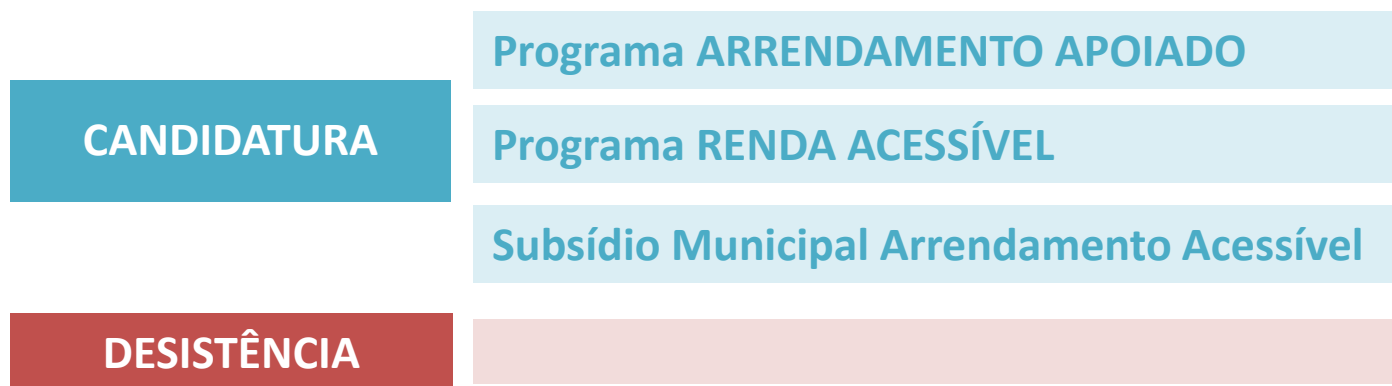 Programa ARRENDAMENTO APOIADO
CANDIDATURA
Programa RENDA ACESSÍVEL
Subsídio Municipal Arrendamento Acessível
DESISTÊNCIA